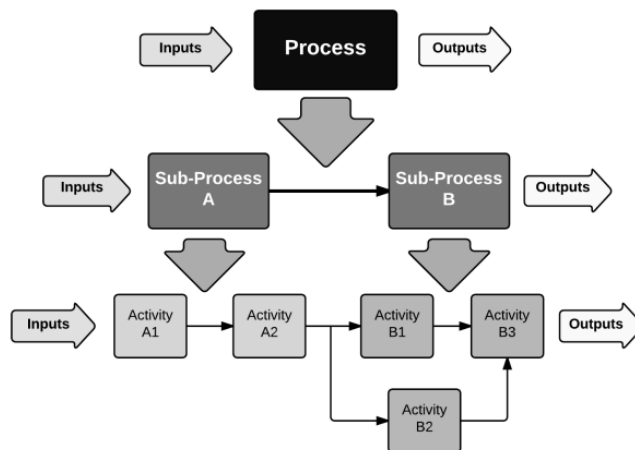 Inputs
Process
Outputs
Inputs
Sub-Process
A
Sub-Process
B
Outputs
Inputs
Activity
A1
Activity
A2
Activity
B1
Activity
B3
Outputs
Activity
B2